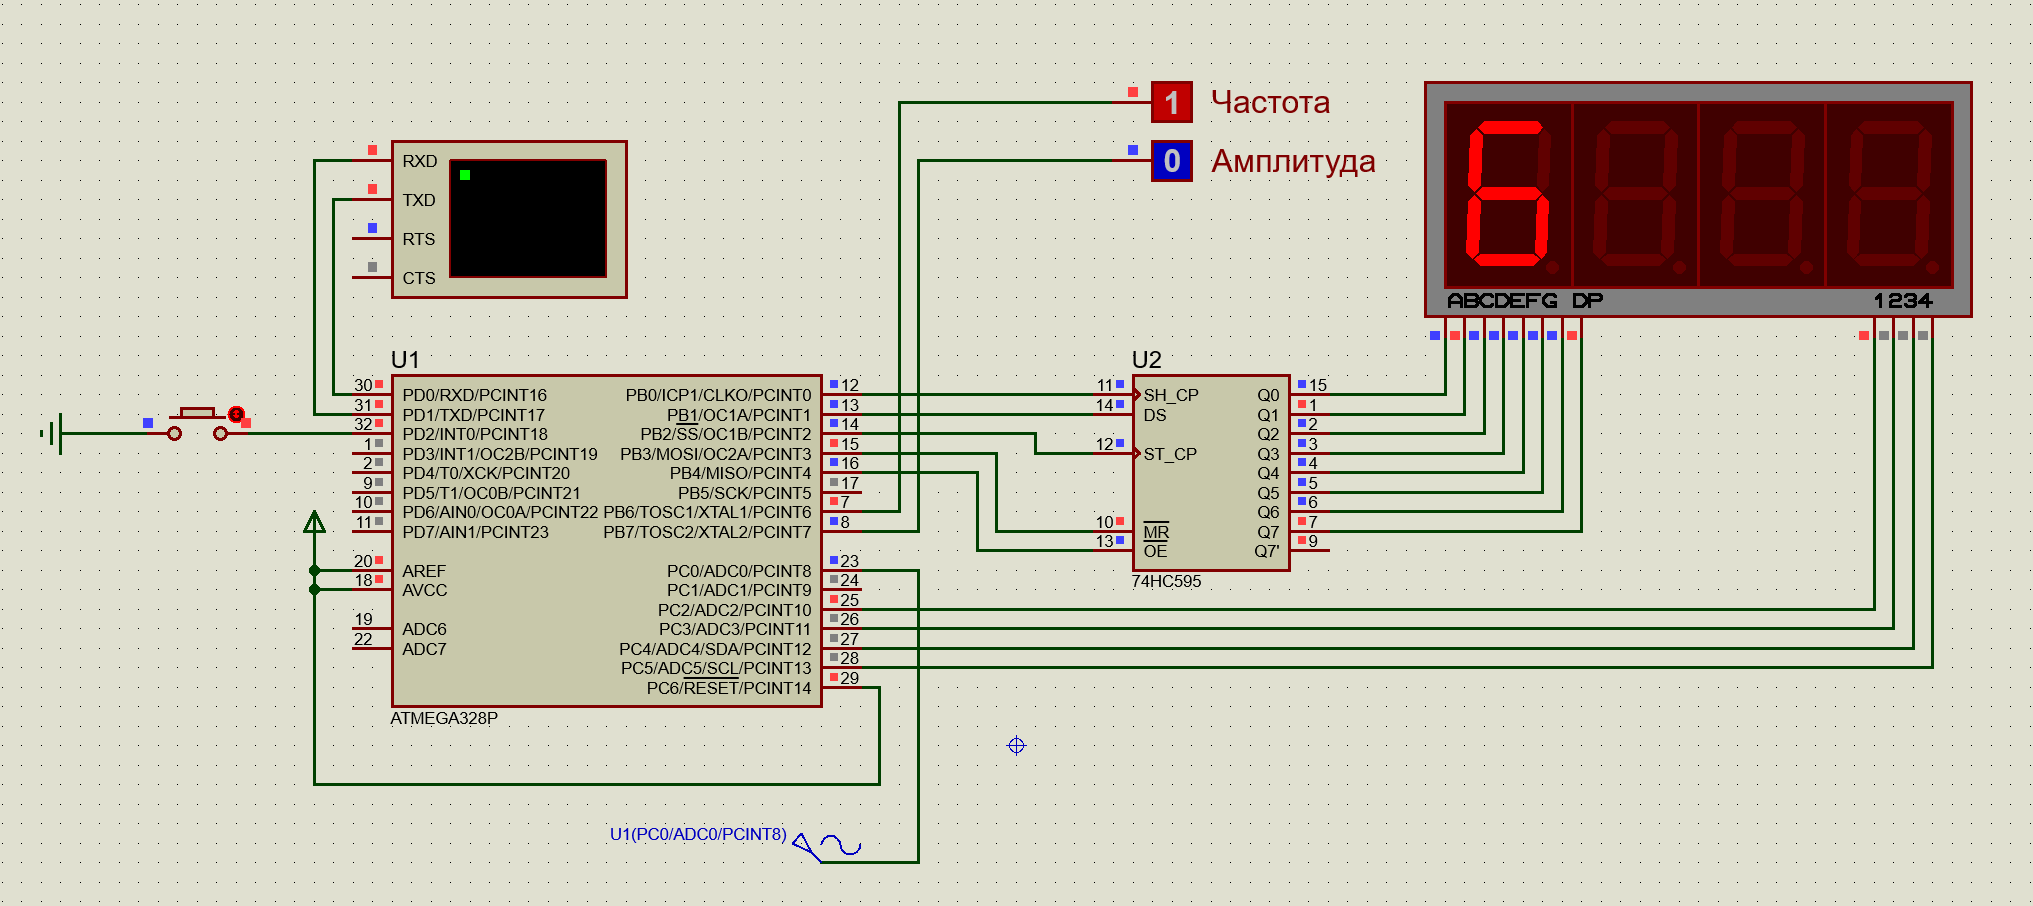 1 Частота
0 Амплитуда
RXD
TXD
RTS
CTS
ABCDEFG DP 1234
U1
30 PD0/RXD/PCINT16
31 PD1/TXD/PCINT17
32 PD2/INT0/PCINT18
1 PD3/INT1/OC2B/PCINT19
2 PD4/T0/XCK/PCINT20
9 PD5/T1/OC0B/PCINT21
10 PD6/AIN0/OC0A/PCINT22
11 PD7/AIN1/PCINT23
20 AREF
18 AVCC
19 ADC6
22 ADC7
PB0/ICP1/CLKO/PCINT0 12
PB1/OC1A/PCINT1 13
PB2/SS/OC1B/PCINT2 14
PB3/MOSI/OC2A/PCINT3 15
PB4/MISO/PCINT4 16
PB5/SCK/PCINT5 17
PB6/TOSC1/XTAL1/PCINT6 7
PB7/TOSC2/XTAL2/PCINT7 8
PC0/ADC0/PCINT8 23
PC1/ADC1/PCINT9 24
PC2/ADC2/PCINT10 25
PC3/ADC3/PCINT11 26
PC4/ADC4/SDA/PCINT12 27
PC5/ADC5/SCL/PCINT13 28
PC6/RESET/PCINT14 29
ATMEGA328P
U2
11 SH_CP
14 DS
12 ST_CP
10 MR
13 OE
Q0 15
Q1 1
Q2 2
Q3 3
Q4 4
Q5 5
Q6 6
Q7 7
Q7' 9
74HC595
U1(PC0/ADC0/PCINT8)